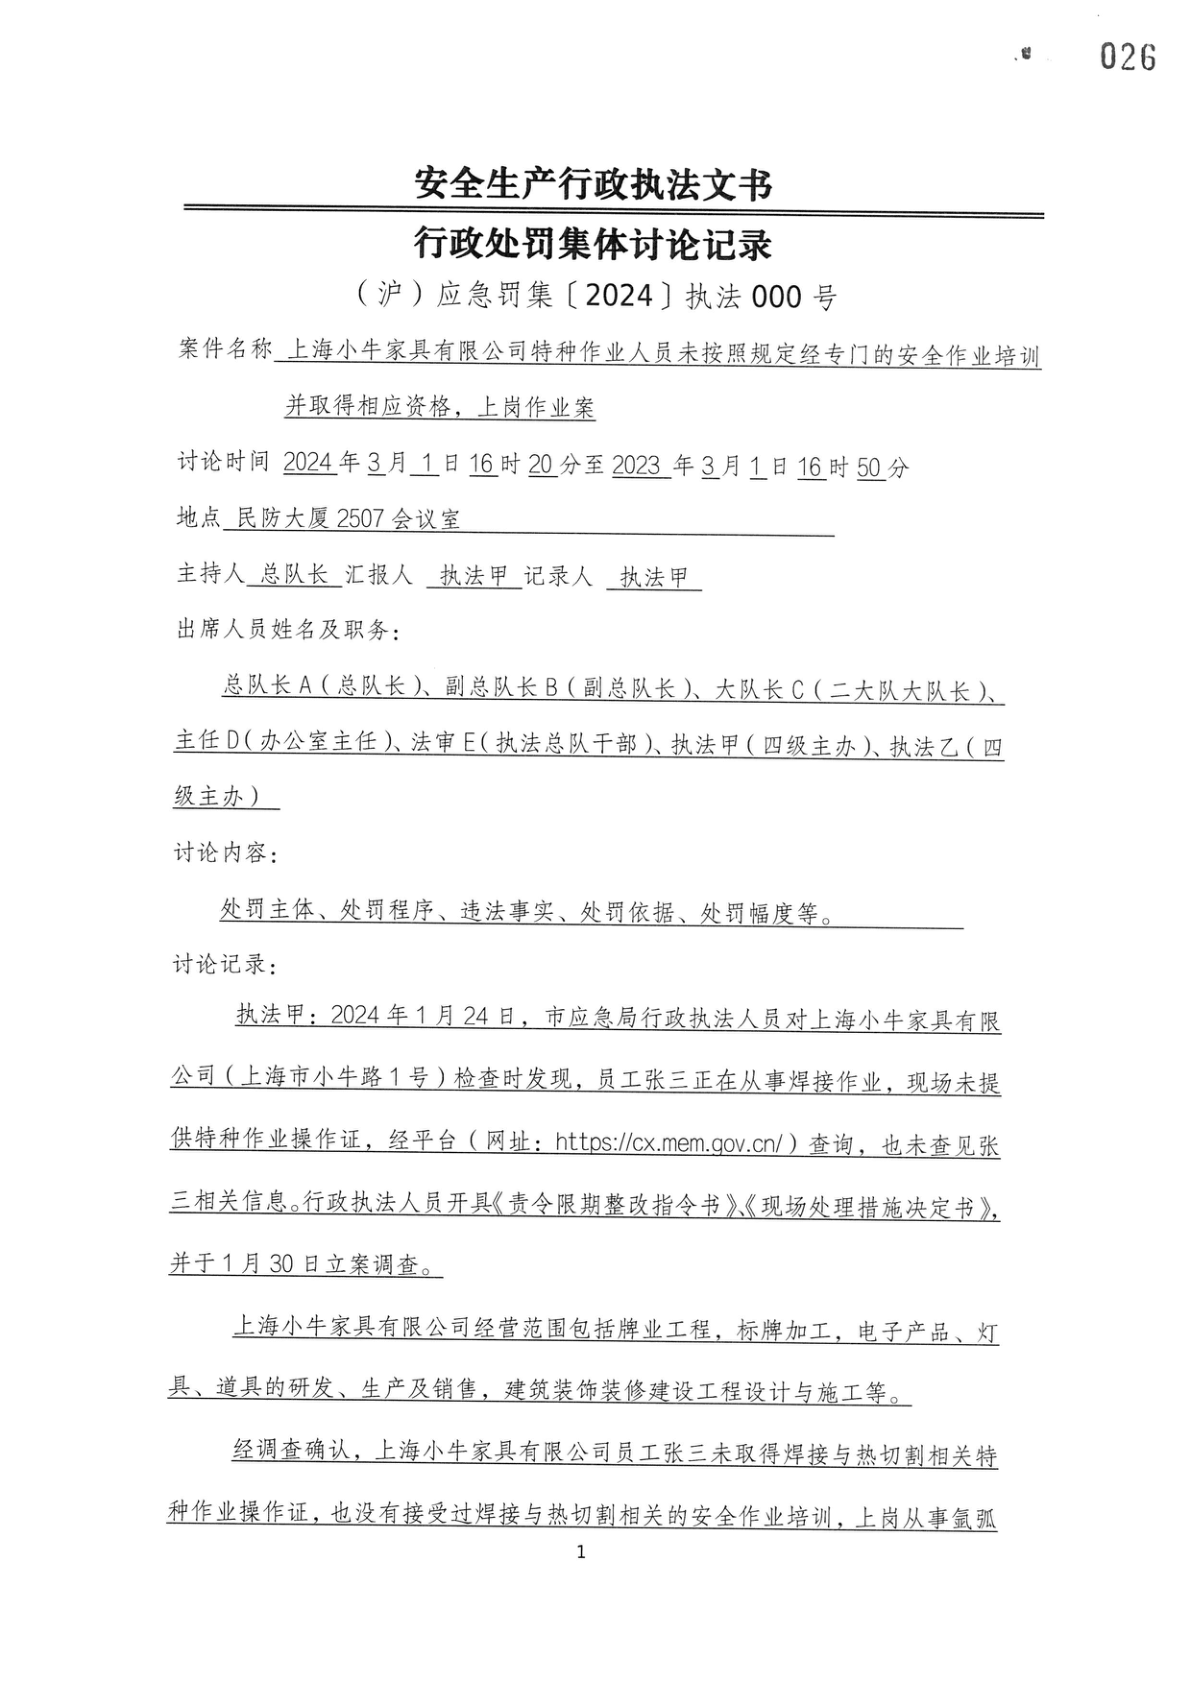 026
安全生产行政执法文书
行政处罚集体讨论记录
（沪）应急罚集〔2024〕执法 000 号
案件名称 上海小牛家具有限公司特种作业人员未按照规定经专门的安全作业培训
并取得相应资格，上岗作业案
讨论时间 2024 年 3 月 1 日 16 时 20 分至 2023 年 3 月 1 日 16 时 50 分
地点 民防大厦 2507 会议室
主持人 总队长 汇报人 执法甲 记录人 执法甲
出席人员姓名及职务：
总队长 A（总队长）、副总队长 B（副总队长）、大队长 C（二大队大队长）、
主任 D（办公室主任）、法审 E（执法总队干部）、执法甲（四级主办）、执法乙（四
级主办）
讨论内容：
处罚主体、处罚程序、违法事实、处罚依据、处罚幅度等。
讨论记录：
执法甲：2024 年 1 月 24 日，市应急局行政执法人员对上海小牛家具有限
公司（上海市小牛路 1 号）检查时发现，员工张三正在从事焊接作业，现场未提
供特种作业操作证，经平台（网址：https://cx.mem.gov.cn/）查询，也未查见张
三相关信息。行政执法人员开具《责令限期整改指令书》、《现场处理措施决定书》，
并于 1 月 30 日立案调查。
上海小牛家具有限公司经营范围包括牌业工程，标牌加工，电子产品、灯
具、道具的研发、生产及销售，建筑装饰装修建设工程设计与施工等。
经调查确认，上海小牛家具有限公司员工张三未取得焊接与热切割相关特
种作业操作证，也没有接受过焊接与热切割相关的安全作业培训，上岗从事氩弧
1